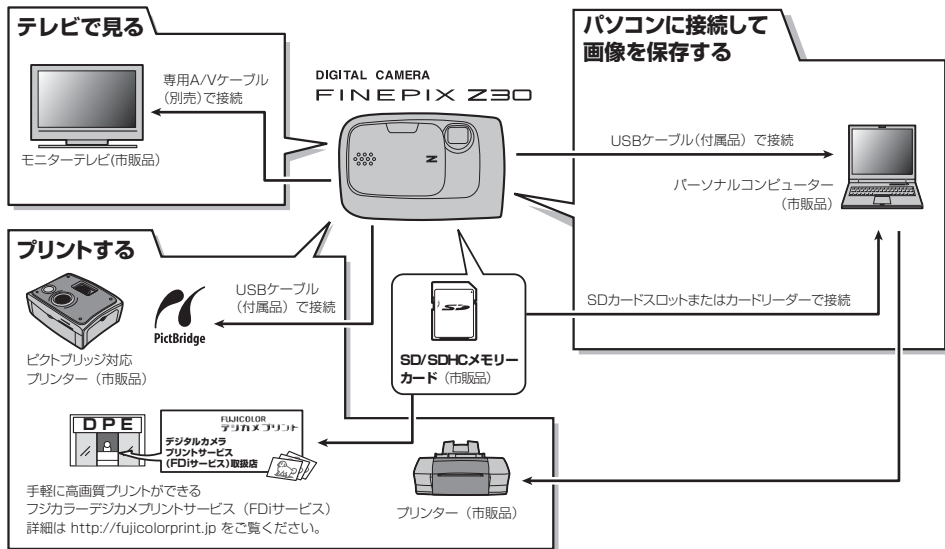 テレビで見る
専用A/Vケーブル
（別売）で接続
モニターテレビ（市販品）
DIGITAL CAMERA
FINEPIX Z30
Z
パソコンに接続して
画像を保存する
USBケーブル（付属品）で接続
パーソナルコンピューター
（市販品）
プリントする
USBケーブル
（付属品）で接続
PictBridge
ピクトブリッジ対応
プリンター（市販品）
SD
SD/SDHCメモリー
カード（市販品）
SDカードスロットまたはカードリーダーで接続
DPE
FUJICOLOR
デジカメプリント
デジタルカメラ
プリントサービス
（FDiサービス）取扱店
手軽に高画質プリントができる
フジカラーデジカメプリントサービス（FDiサービス）
詳細は http://fujicolorprint.jp をご覧ください。
プリンター（市販品）